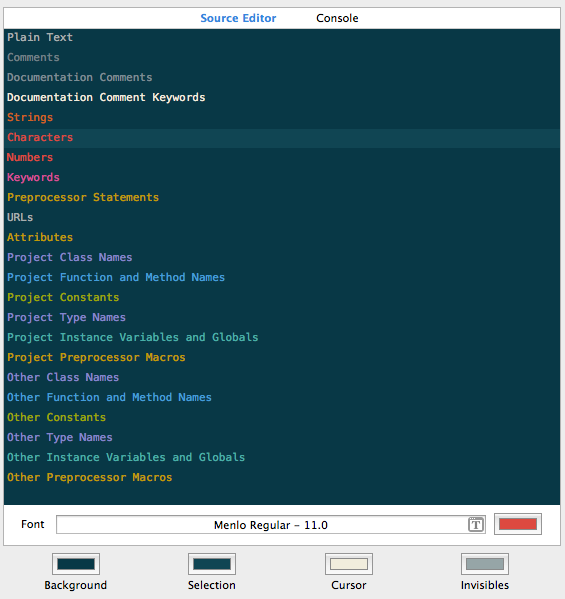 Source Editor Console
Plain Text
Comments
Documentation Comments
Documentation Comment Keywords
Strings
Characters
Numbers
Keywords
Preprocessor Statements
URLs
Attributes
Project Class Names
Project Function and Method Names
Project Constants
Project Type Names
Project Instance Variables and Globals
Project Preprocessor Macros
Other Class Names
Other Function and Method Names
Other Constants
Other Type Names
Other Instance Variables and Globals
Other Preprocessor Macros
Font Menlo Regular - 11.0 T
Background Selection Cursor Invisibles